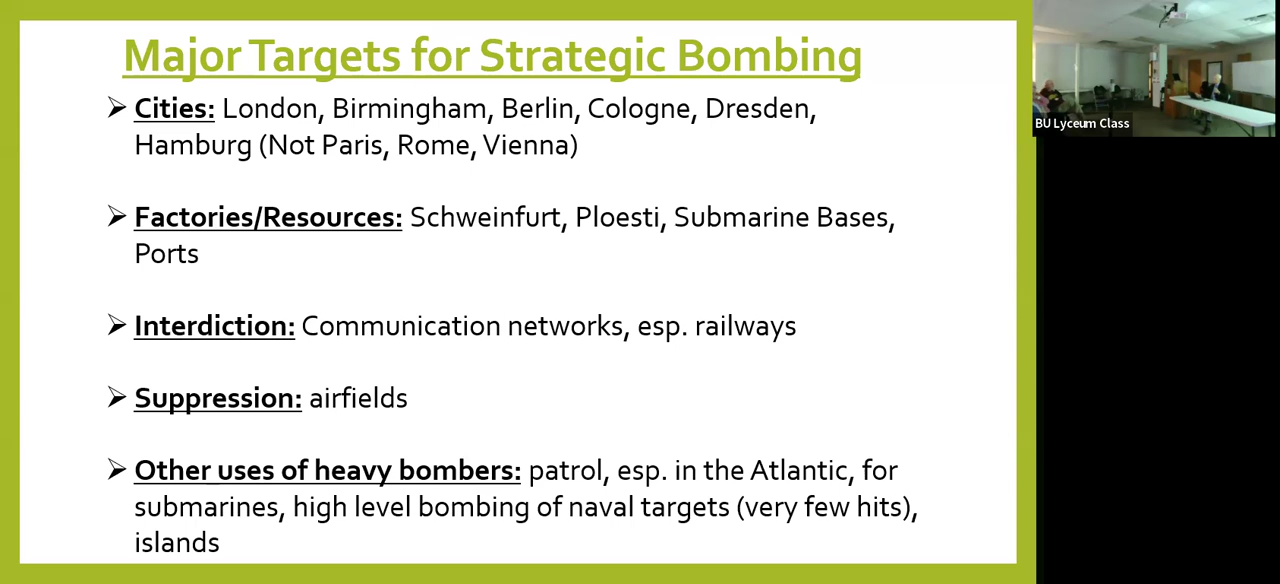 Major Targets for Strategic Bombing
➢ Cities: London, Birmingham, Berlin, Cologne, Dresden,
Hamburg (Not Paris, Rome, Vienna)
➢ Factories/Resources: Schweinfurt, Ploesti, Submarine Bases,
Ports
➢ Interdiction: Communication networks, esp. railways
➢ Suppression: airfields
➢ Other uses of heavy bombers: patrol, esp. in the Atlantic, for
submarines, high level bombing of naval targets (very few hits),
islands
BU Lyceum Class